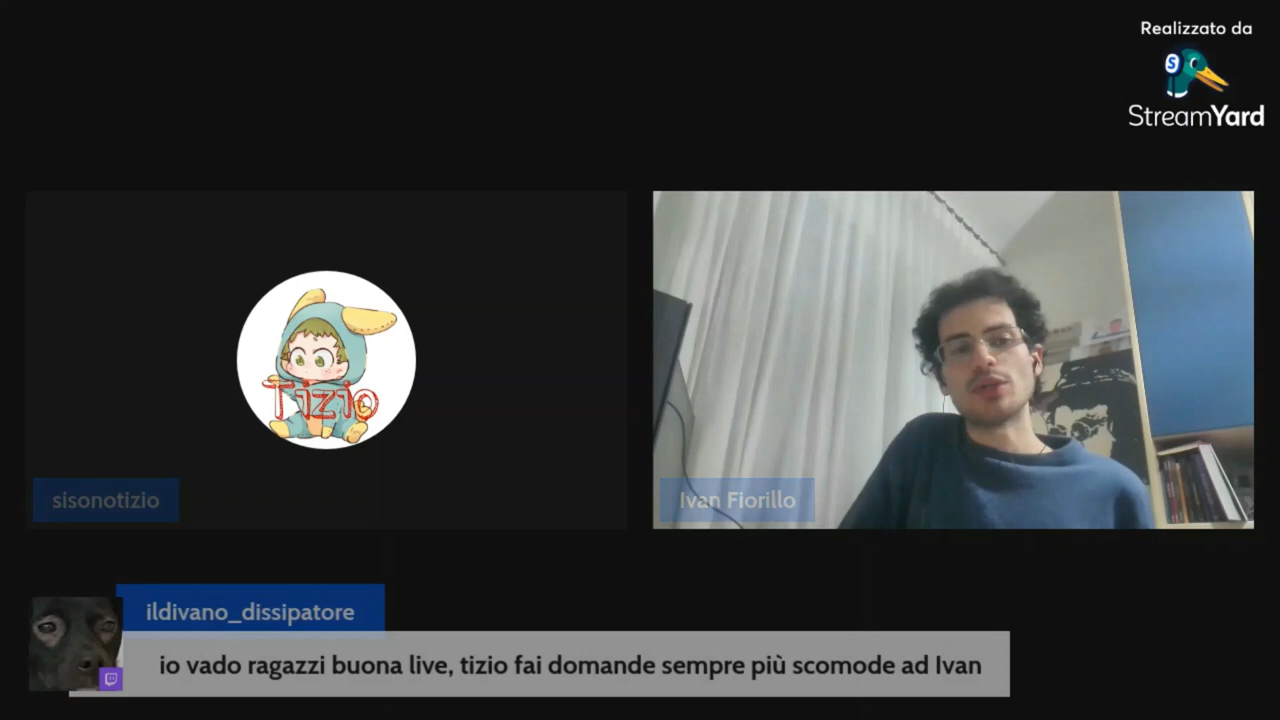 Realizzato da
StreamYard
Tizio
sisonotizio
Ivan Fiorillo
ildivano_dissipatore
io vado ragazzi buona live, tizio fai domande sempre più scomode ad Ivan